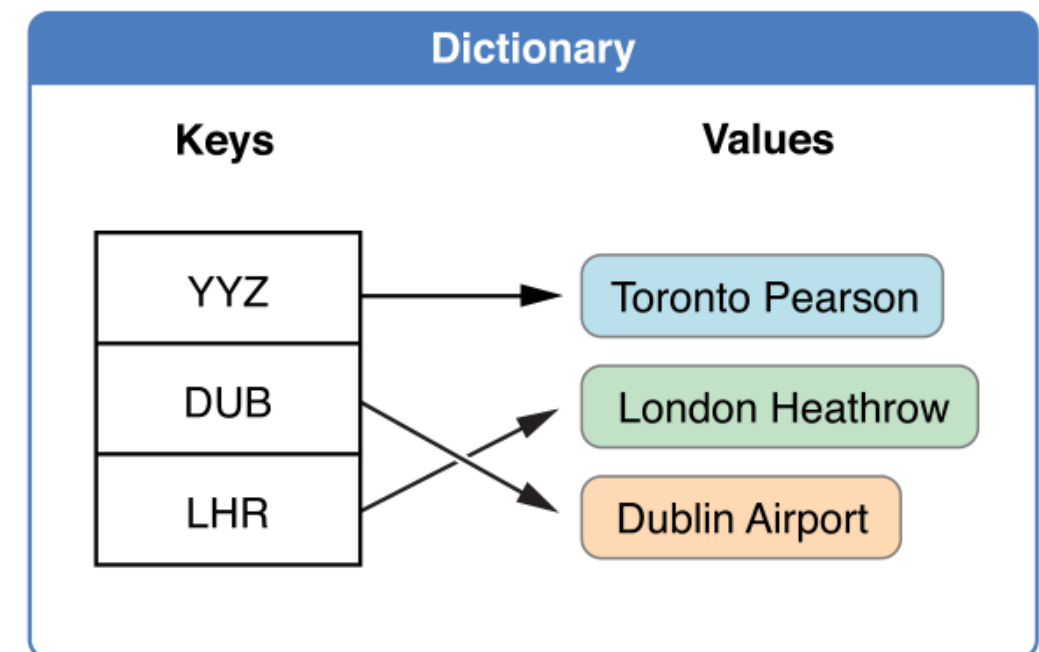 Dictionary
Keys
Values
YYZ
Toronto Pearson
DUB
London Heathrow
LHR
Dublin Airport